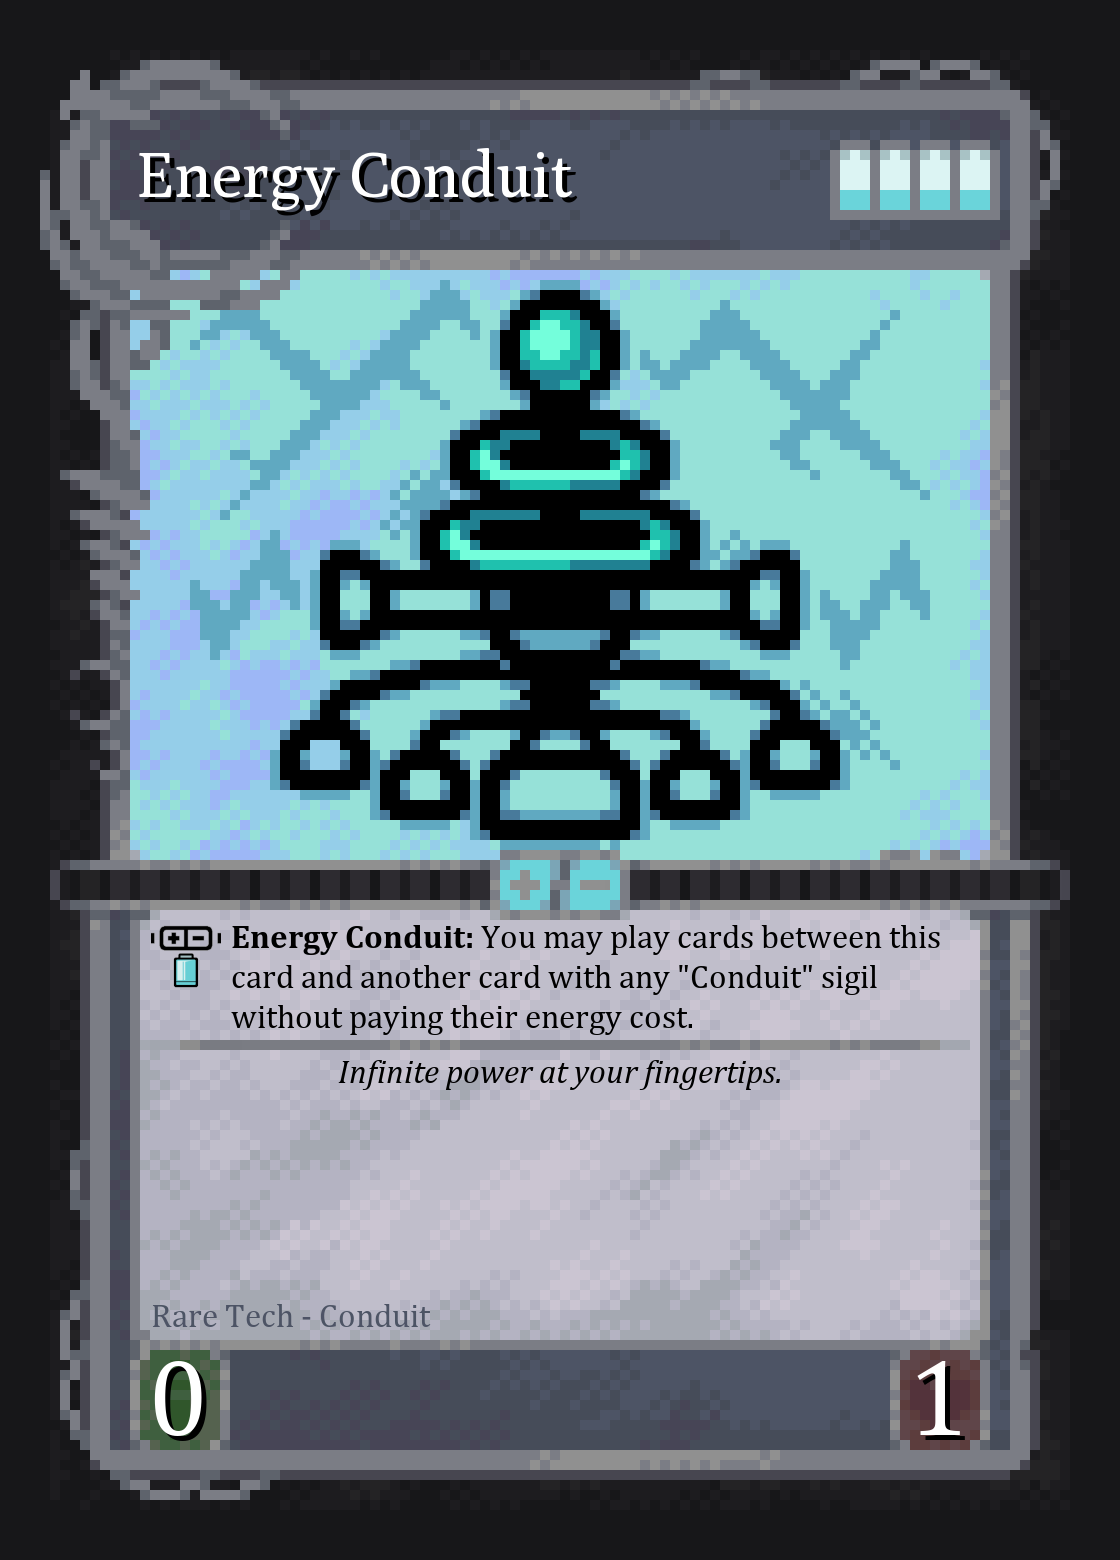 Energy Conduit
Energy Conduit: You may play cards between this
card and another card with any "Conduit" sigil
without paying their energy cost.
Infinite power at your fingertips.
Rare Tech - Conduit
0
1